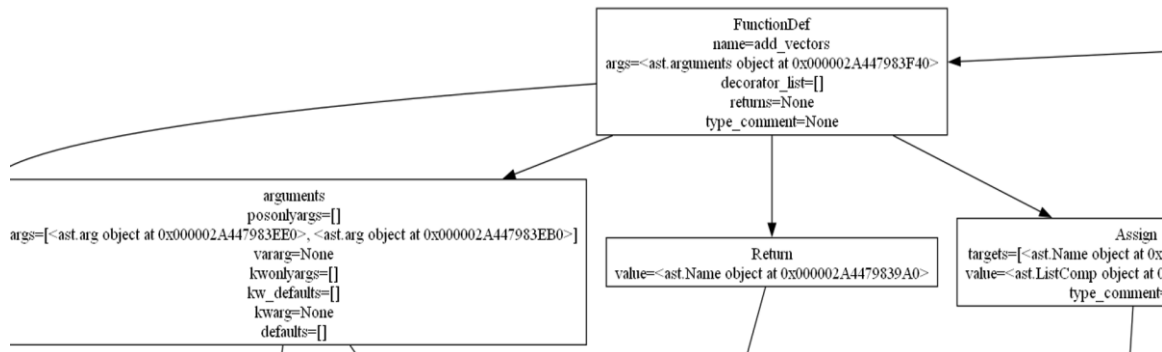 FunctionDef
name=add_vectors
args=<ast.arguments object at 0x000002A447983F40>
decorator_list=[]
returns=None
type_comment=None
arguments
posonlyargs=[]
args=[<ast.arg object at 0x000002A447983EE0>, <ast.arg object at 0x000002A447983EB0>]
vararg=None
kwonlyargs=[]
kw_defaults=[]
kwarg=None
defaults=[]
Return
value=<ast.Name object at 0x000002A4479839A0>
Assign
targets=[<ast.Name object at 0x
value=<ast.ListComp object at 0
type_comment=